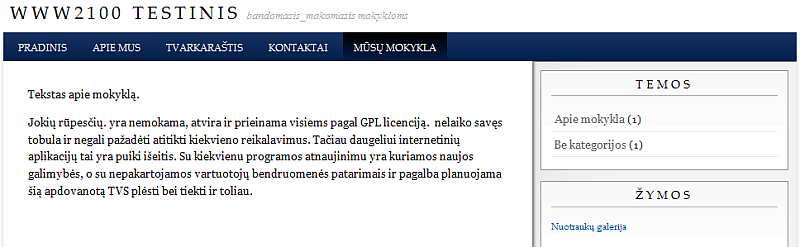 WWW2100 TESTINIS bandomasis_mokomasis mokykloms
PRADINIS APIE MUS TVARKARAŠTIS KONTAKTAI MŪSŲ MOKYKLA
Tekstas apie mokyklą.
Jokių rūpesčių. yra nemokama, atvira ir prieinama visiems pagal GPL licenciją. nelaiko savęs
tobula ir negali pažadėti atitikti kiekvieno reikalavimus. Tačiau daugeliui internetinių
aplikacijų tai yra puiki išeitis. Su kiekvienu programos atnaujinimu yra kuriamos naujos
galimybės, o su nepakartojamos vartuotojų bendruomenės patarimais ir pagalba planuojama
šią apdovanotą TVS plėsti bei tiekti ir toliau.
TEMOS
Apie mokykla (1)
Be kategorijos (1)
ŽYMOS
Nuotraukų galerija